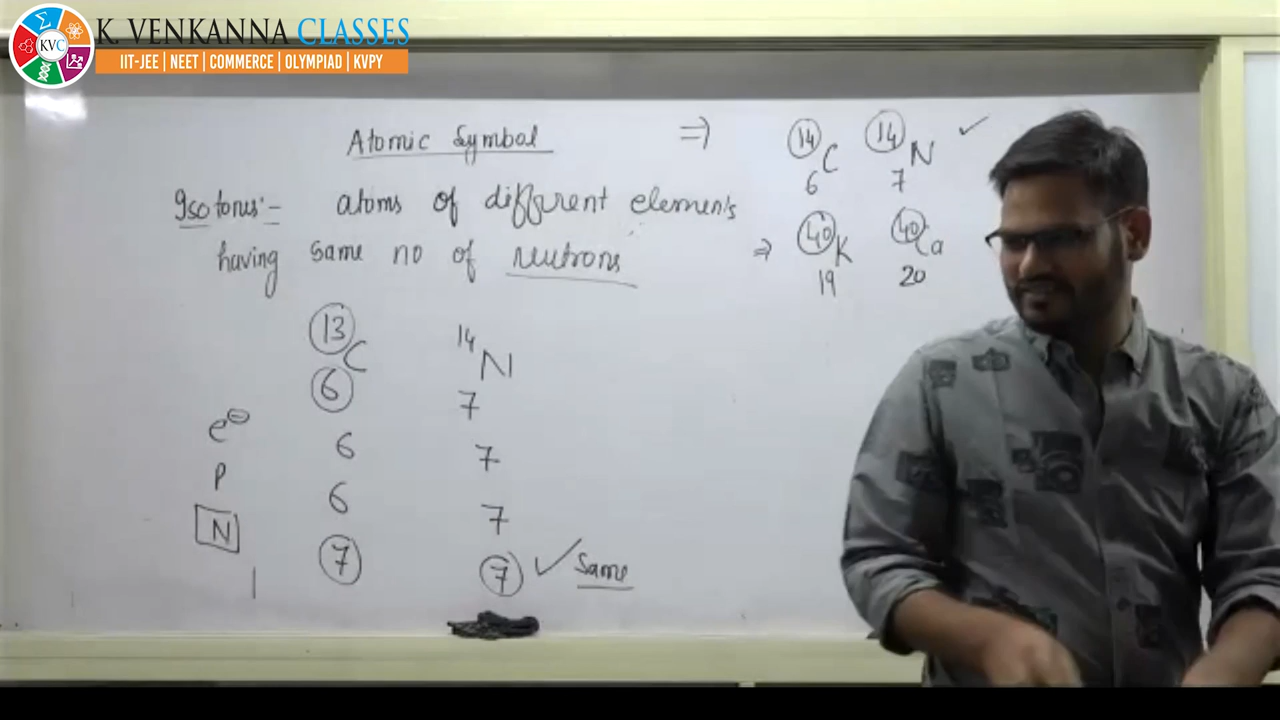 K. VENKANNA CLASSES
KVC
IIT-JEE | NEET | COMMERCE | OLYMPIAD | KVPY
Atomic Symbol ⇒ 14 C 6 14 N 7 ✓
Isotones:- atoms of different elements
having same no of neutrons ⇒ 40 K 19 40 Ca 20
13 C 6 14 N 7
e⊖ 6 7
P 6 7
N 7 7 ✓ Same